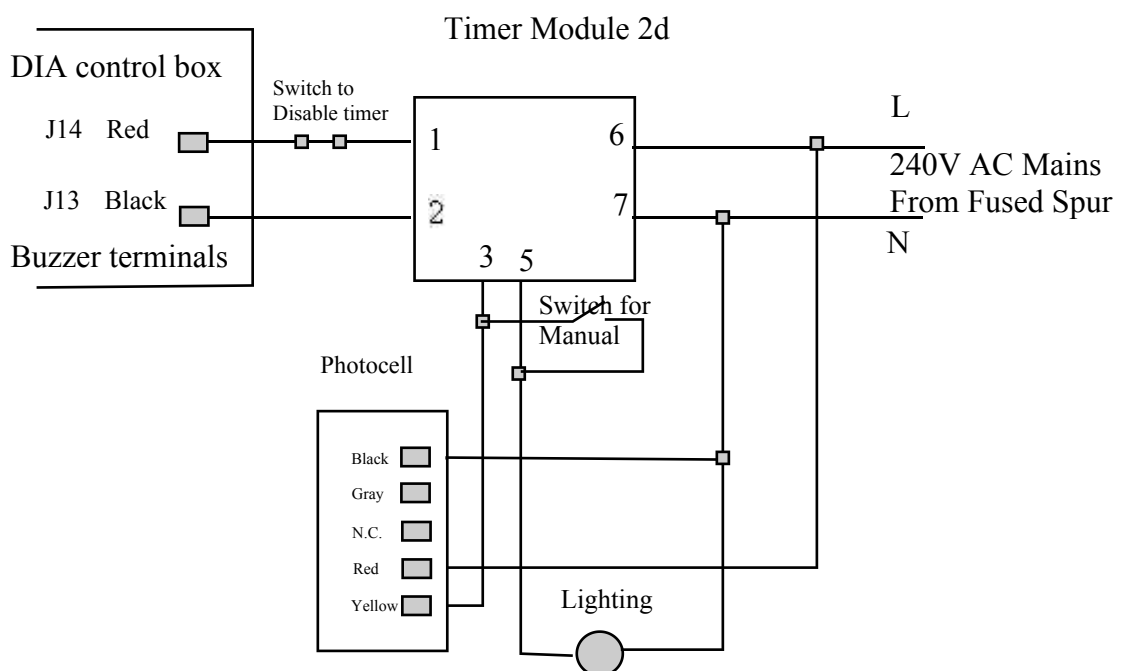 Timer Module 2d
DIA control box
Switch to
Disable timer
J14 Red
1
6
L
240V AC Mains
From Fused Spur
J13 Black
2
7
N
Buzzer terminals
3 5
Switch for
Manual
Photocell
Black
Gray
N.C.
Red
Yellow
Lighting